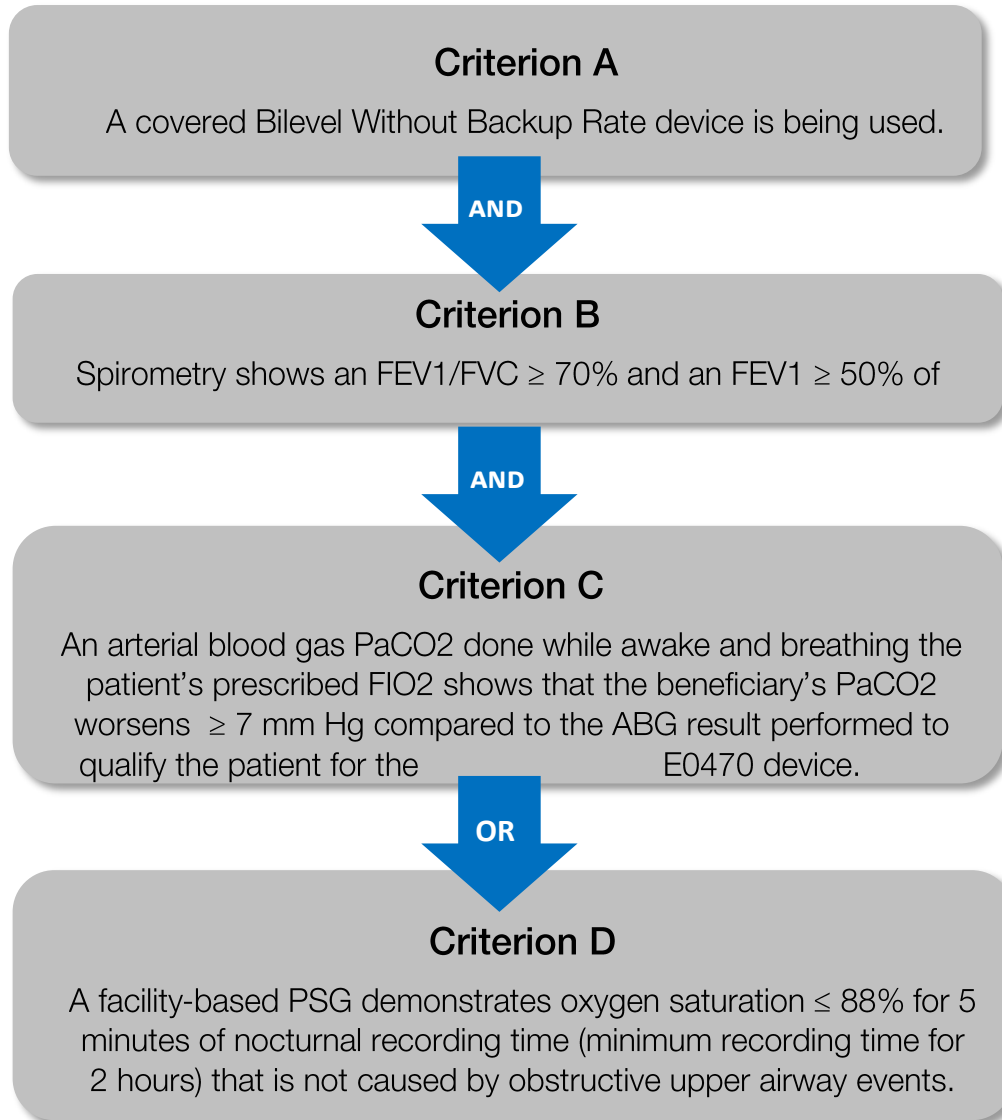 Criterion A
A covered Bilevel Without Backup Rate device is being used.
AND
Criterion B
Spirometry shows an FEV1/FVC ≥ 70% and an FEV1 ≥ 50% of
AND
Criterion C
An arterial blood gas PaCO2 done while awake and breathing the
patient’s prescribed FIO2 shows that the beneficiary’s PaCO2
worsens ≥ 7 mm Hg compared to the ABG result performed to
qualify the patient for the E0470 device.
OR
Criterion D
A facility-based PSG demonstrates oxygen saturation ≤ 88% for 5
minutes of nocturnal recording time (minimum recording time for
2 hours) that is not caused by obstructive upper airway events.